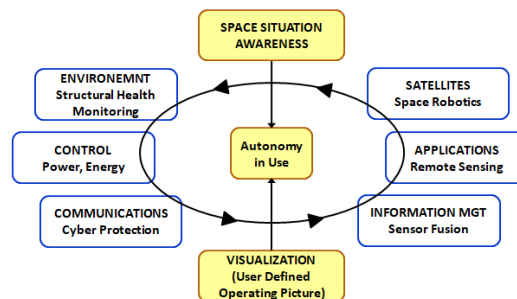 SPACE SITUATION
AWARENESS
ENVIRONEMNT
Structural Health
Monitoring
SATELLITES
Space Robotics
CONTROL
Power, Energy
Autonomy
in Use
APPLICATIONS
Remote Sensing
COMMUNICATIONS
Cyber Protection
INFORMATION MGT
Sensor Fusion
VISUALIZATION
(User Defined
Operating Picture)